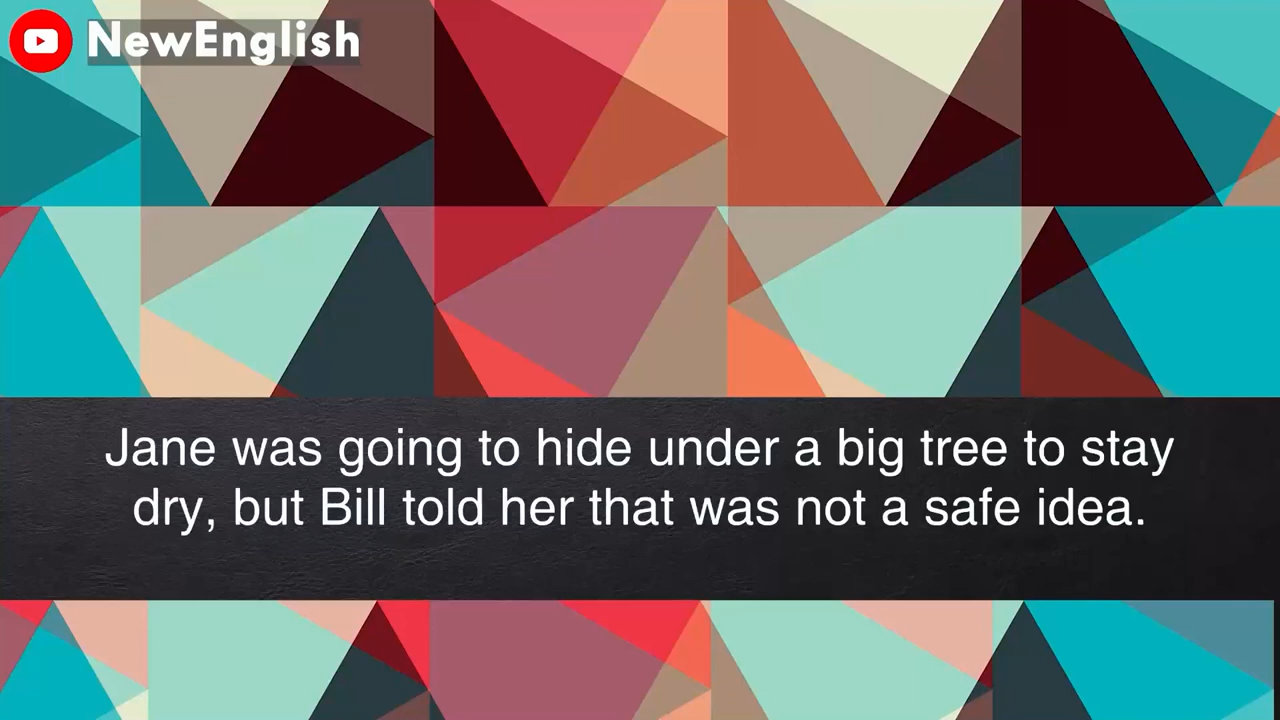 NewEnglish
Jane was going to hide under a big tree to stay
dry, but Bill told her that was not a safe idea.